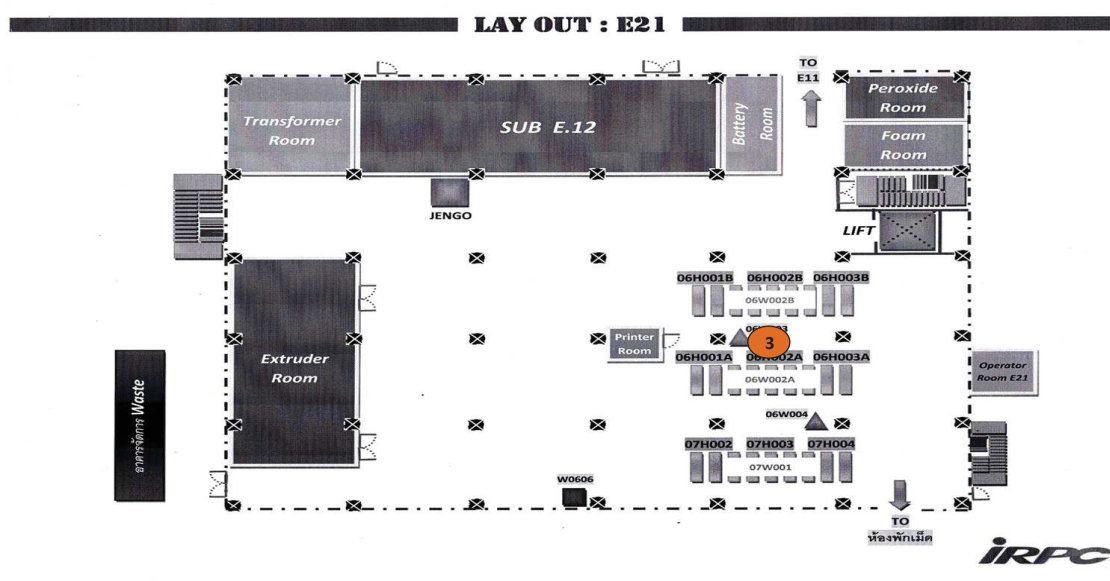 LAY OUT : E21
TO
E11
Peroxide
Room
Transformer
Room
SUB E.12
Battery
Room
Foam
Room
JENGO
LIFT
06H001B 06H002B 06H003B
06W002B
3
Printer
Room
06H001A 06H002A 06H003A
06W002A
Extruder
Room
Operator
Room E21
อาคารจัดการ Waste
06W004
07H002 07H003 07H004
07W001
W0606
TO
ห้องพักเม็ด
iRPC